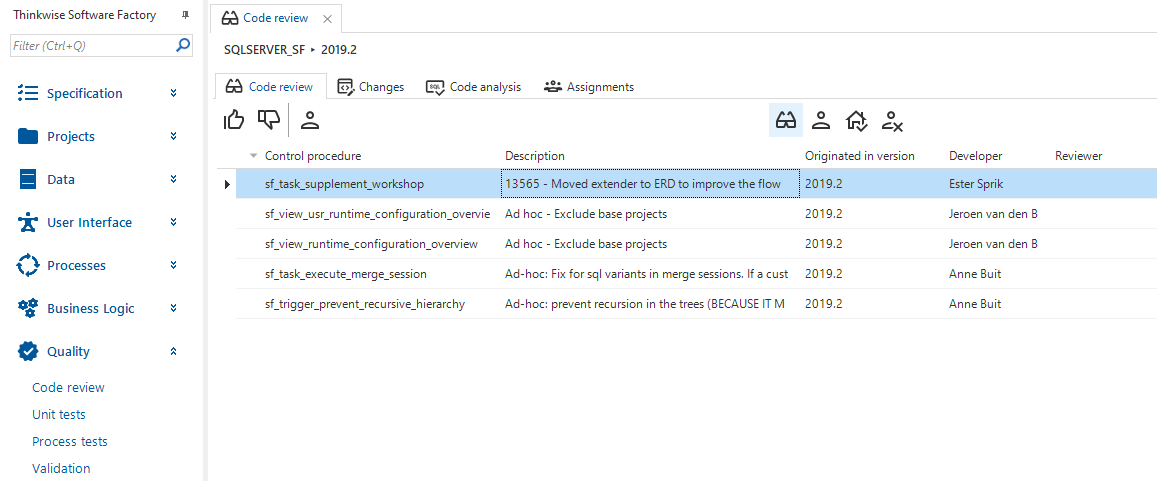 Thinkwise Software Factory
Filter (Ctrl+Q)
Specification
Projects
Data
User Interface
Processes
Business Logic
Quality
Code review
Unit tests
Process tests
Validation
Code review
SQLSERVER_SF ▸ 2019.2
Code review Changes Code analysis Assignments
Control procedure Description Originated in version Developer Reviewer
sf_task_supplement_workshop 13565 - Moved extender to ERD to improve the flow 2019.2 Ester Sprik
sf_view_usr_runtime_configuration_overvie Ad hoc - Exclude base projects 2019.2 Jeroen van den B
sf_view_runtime_configuration_overview Ad hoc - Exclude base projects 2019.2 Jeroen van den B
sf_task_execute_merge_session Ad-hoc: Fix for sql variants in merge sessions. If a cust 2019.2 Anne Buit
sf_trigger_prevent_recursive_hierarchy Ad-hoc: prevent recursion in the trees (BECAUSE IT M 2019.2 Anne Buit